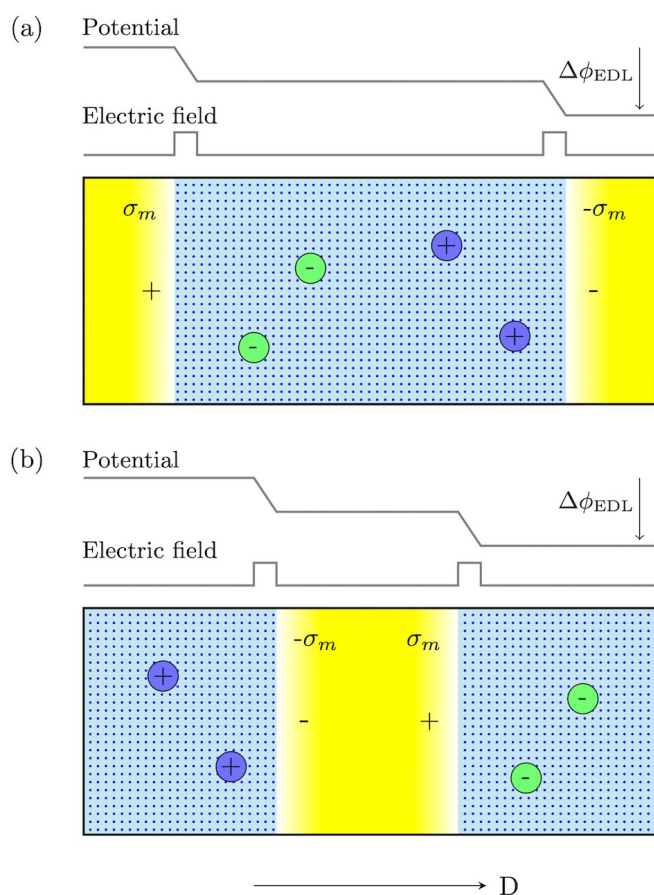 (a)
Potential
Δϕ_EDL
Electric field
σ_m -σ_m
- +
+ -
- +
(b)
Potential
Δϕ_EDL
Electric field
-σ_m σ_m
+ -
- +
+ -
D